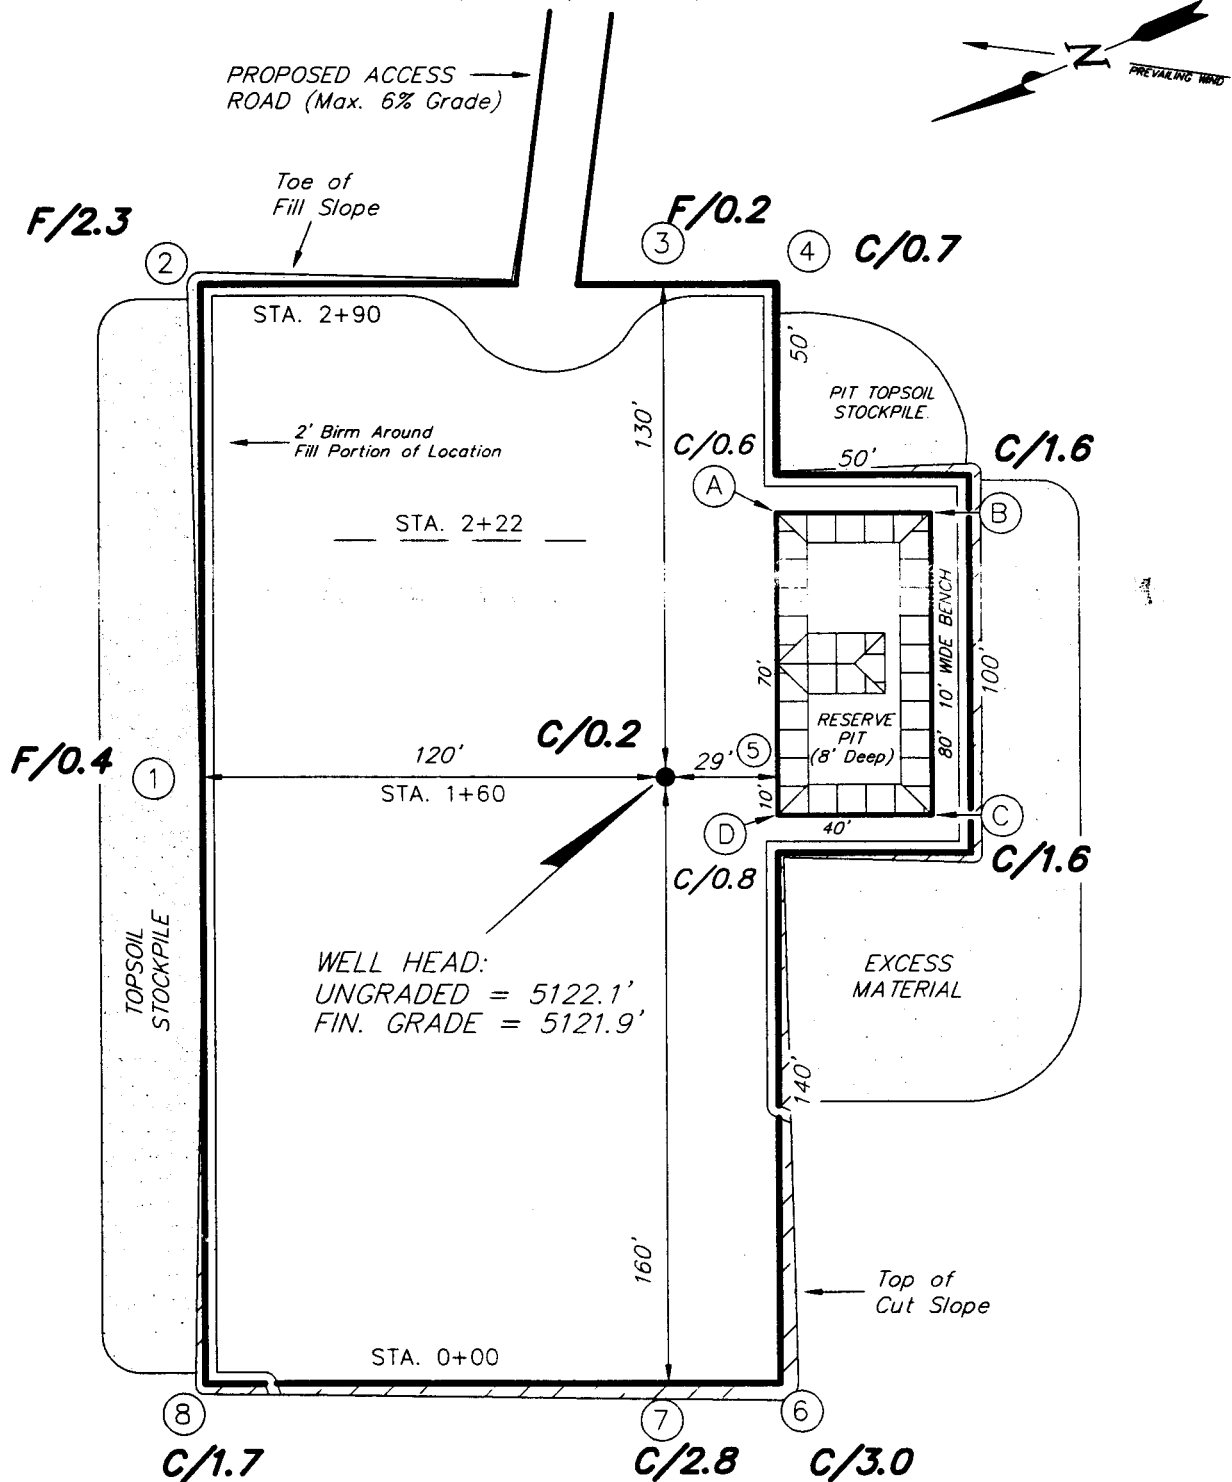 PROPOSED ACCESS
ROAD (Max. 6% Grade)
N
PREVAILING WIND
Toe of
Fill Slope
F/2.3
2
F/0.2
3
4
C/0.7
STA. 2+90
50'
PIT TOPSOIL
STOCKPILE
2' Birm Around
Fill Portion of Location
130'
C/0.6
50'
C/1.6
A
B
STA. 2+22
10' WIDE BENCH
100'
70'
RESERVE
PIT
(8' Deep)
80'
F/0.4
1
120'
STA. 1+60
C/0.2
29'
5
10'
D
40'
C
C/0.8
C/1.6
TOPSOIL
STOCKPILE
WELL HEAD:
UNGRADED = 5122.1'
FIN. GRADE = 5121.9'
EXCESS
MATERIAL
140'
160'
Top of
Cut Slope
STA. 0+00
8
7
6
C/1.7
C/2.8
C/3.0